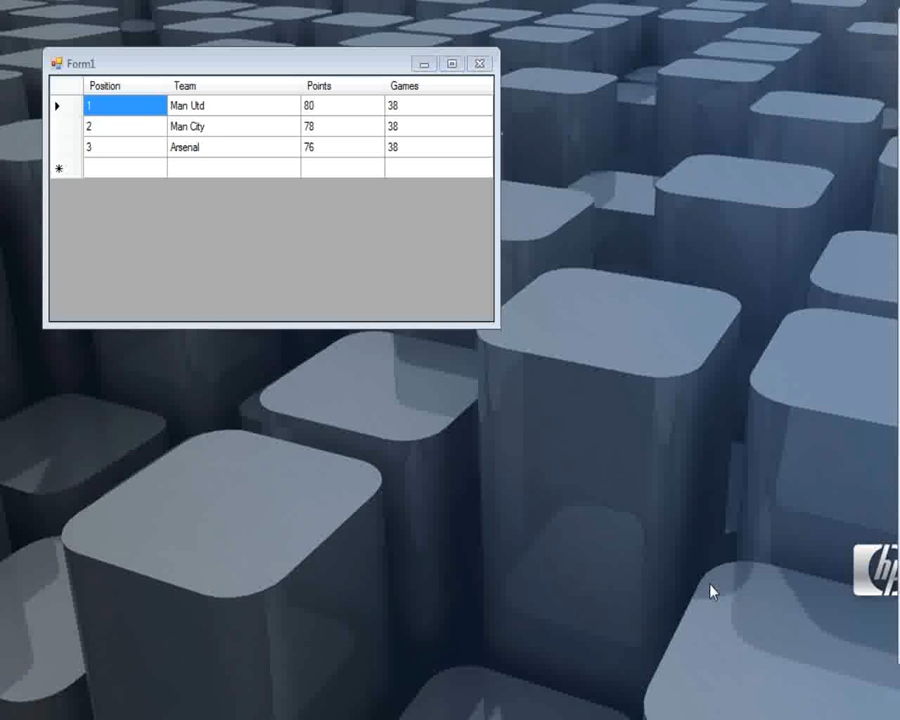 Form1
Position Team Points Games
1 Man Utd 80 38
2 Man City 78 38
3 Arsenal 76 38
hp